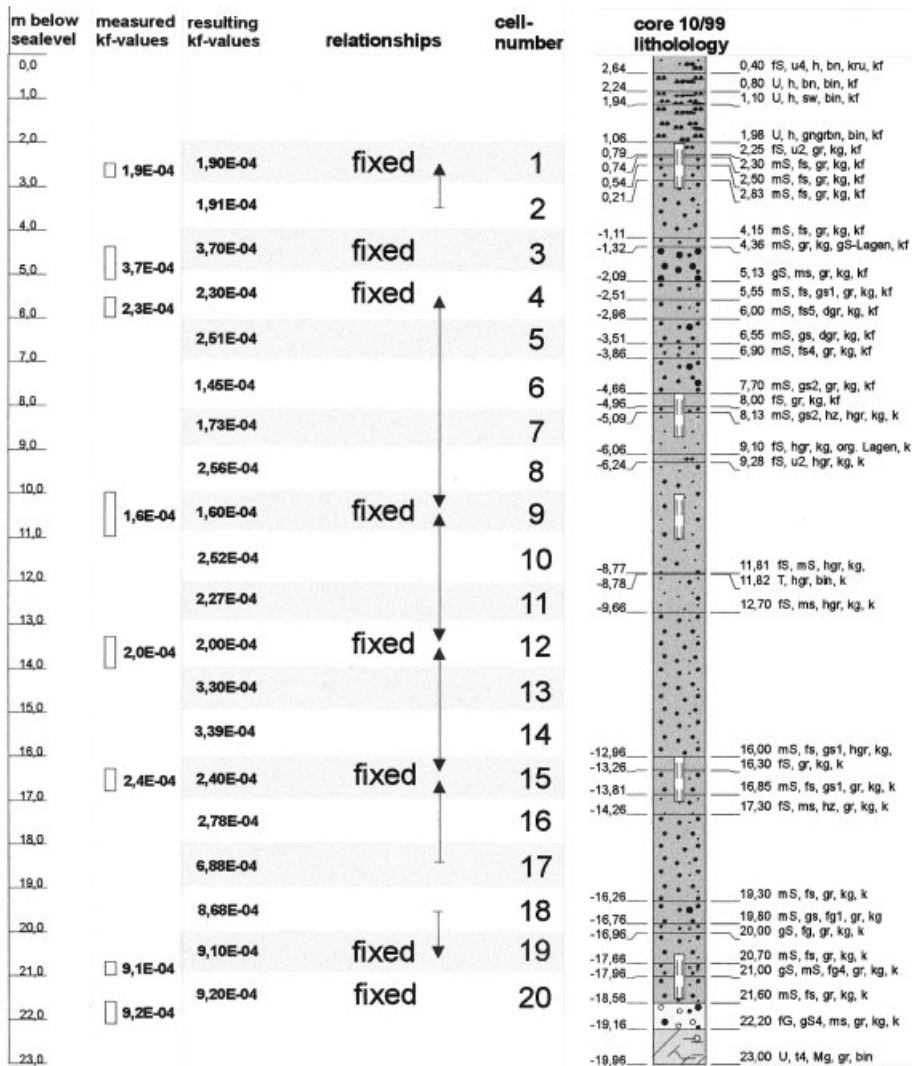 m below sealevel
measured kf-values
resulting kf-values
relationships
cell-number
core 10/99 litholology
0,0
1,0
2,0
3,0
4,0
5,0
6,0
7,0
8,0
9,0
10,0
11,0
12,0
13,0
14,0
15,0
16,0
17,0
18,0
19,0
20,0
21,0
22,0
23,0
1,9E-04
3,7E-04
2,3E-04
1,6E-04
2,0E-04
2,4E-04
9,1E-04
9,2E-04
1,90E-04 fixed 1
1,91E-04 2
3,70E-04 fixed 3
2,30E-04 fixed 4
2,51E-04 5
1,45E-04 6
1,73E-04 7
2,56E-04 8
1,60E-04 fixed 9
2,52E-04 10
2,27E-04 11
2,00E-04 fixed 12
3,30E-04 13
3,39E-04 14
2,40E-04 fixed 15
2,78E-04 16
6,88E-04 17
8,68E-04 18
9,10E-04 fixed 19
9,20E-04 fixed 20
2,64 0,40 fS, u4, h, bn, kru, kf
2,24 0,80 U, h, bn, bin, kf
1,94 1,10 U, h, sw, bin, kf
1,06 1,98 U, h, gngrbn, bin, kf
0,79 2,25 fS, u2, gr, kg, kf
0,74 2,30 mS, fs, gr, kg, kf
0,54 2,50 mS, fs, gr, kg, kf
0,21 2,83 mS, fs, gr, kg, kf
-1,11 4,15 mS, fs, gr, kg, kf
-1,32 4,36 mS, gr, kg, gS-Lagen, kf
-2,09 5,13 gS, ms, gr, kg, kf
-2,51 5,55 mS, fs, gs1, gr, kg, kf
-2,96 6,00 mS, fs5, dgr, kg, kf
-3,51 6,55 mS, gs, dgr, kg, kf
-3,86 6,90 mS, fs4, gr, kg, kf
-4,66 7,70 mS, gs2, gr, kg, kf
-4,96 8,00 fS, gr, kg, kf
-5,09 8,13 mS, gs2, hz, hgr, kg, k
-6,06 9,10 fS, hgr, kg, org. Lagen, k
-6,24 9,28 fS, u2, hgr, kg, k
-8,77 11,81 fS, mS, hgr, kg,
-8,78 11,82 T, hgr, bin, k
-9,66 12,70 fS, ms, hgr, kg, k
-12,96 16,00 mS, fs, gs1, hgr, kg,
-13,26 16,30 fS, gr, kg, k
-13,81 16,85 mS, fs, gs1, gr, kg, k
-14,26 17,30 fS, ms, hz, gr, kg, k
-16,26 19,30 mS, fs, gr, kg, k
-16,76 19,80 mS, gs, fg1, gr, kg
-16,96 20,00 gS, fg, gr, kg, k
-17,66 20,70 mS, fs, gr, kg, k
-17,96 21,00 gS, mS, fg4, gr, kg, k
-18,56 21,60 mS, fs, gr, kg, k
-19,16 22,20 fG, gS4, ms, gr, kg, k
-19,96 23,00 U, t4, Mg, gr, bin